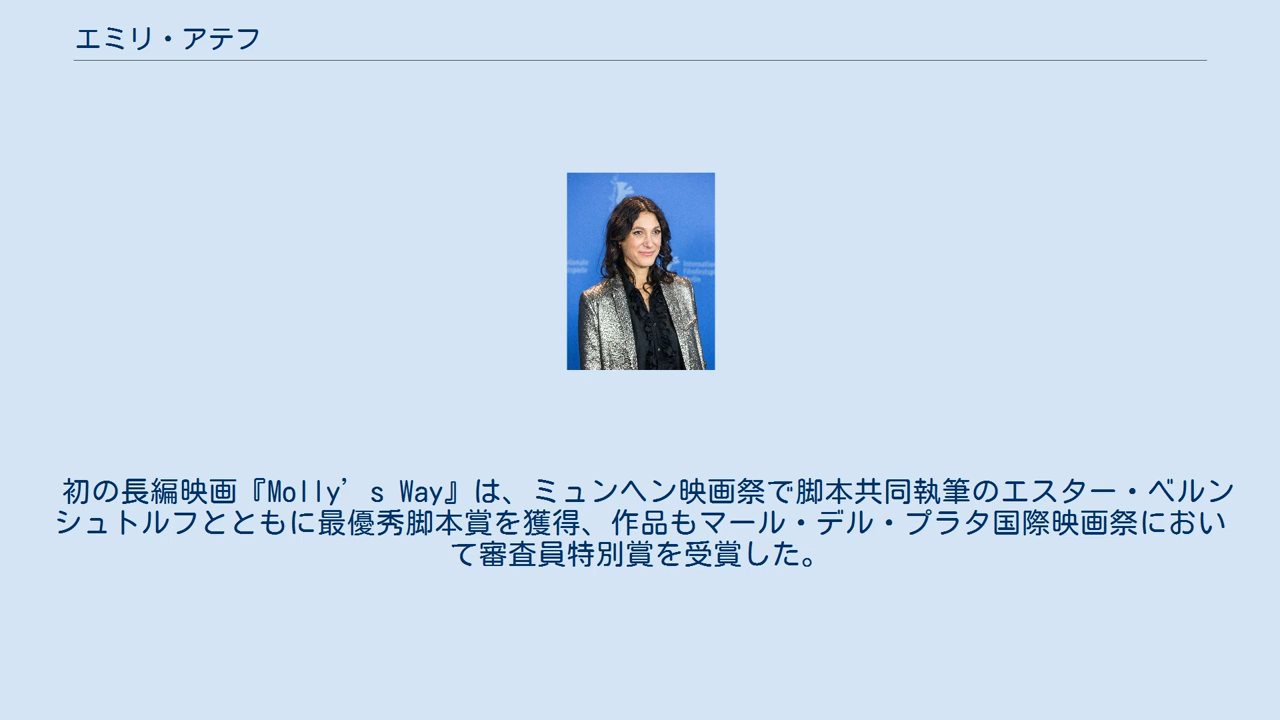 エミリ・アテフ
初の長編映画『Molly’s Way』は、ミュンヘン映画祭で脚本共同執筆のエスター・ベルン
シュトルフとともに最優秀脚本賞を獲得、作品もマール・デル・プラタ国際映画祭におい
て審査員特別賞を受賞した。